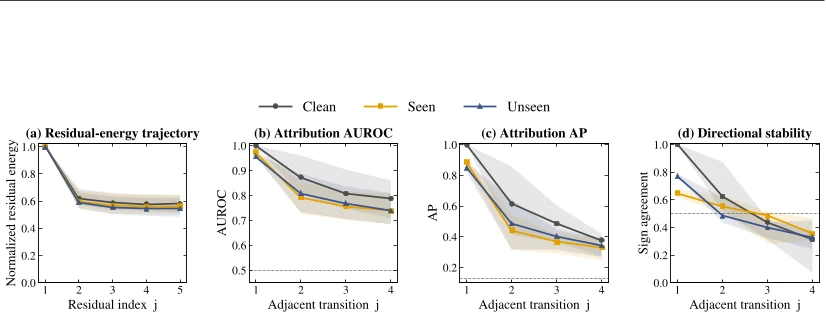 Clean Seen Unseen
(a) Residual-energy trajectory
Normalized residual energy
1.0
0.8
0.6
0.4
0.2
0.0
1 2 3 4 5
Residual index j
(b) Attribution AUROC
AUROC
1.0
0.9
0.8
0.7
0.6
0.5
1 2 3 4
Adjacent transition j
(c) Attribution AP
AP
1.0
0.8
0.6
0.4
0.2
1 2 3 4
Adjacent transition j
(d) Directional stability
Sign agreement
1.0
0.8
0.6
0.4
0.2
0.0
1 2 3 4
Adjacent transition j